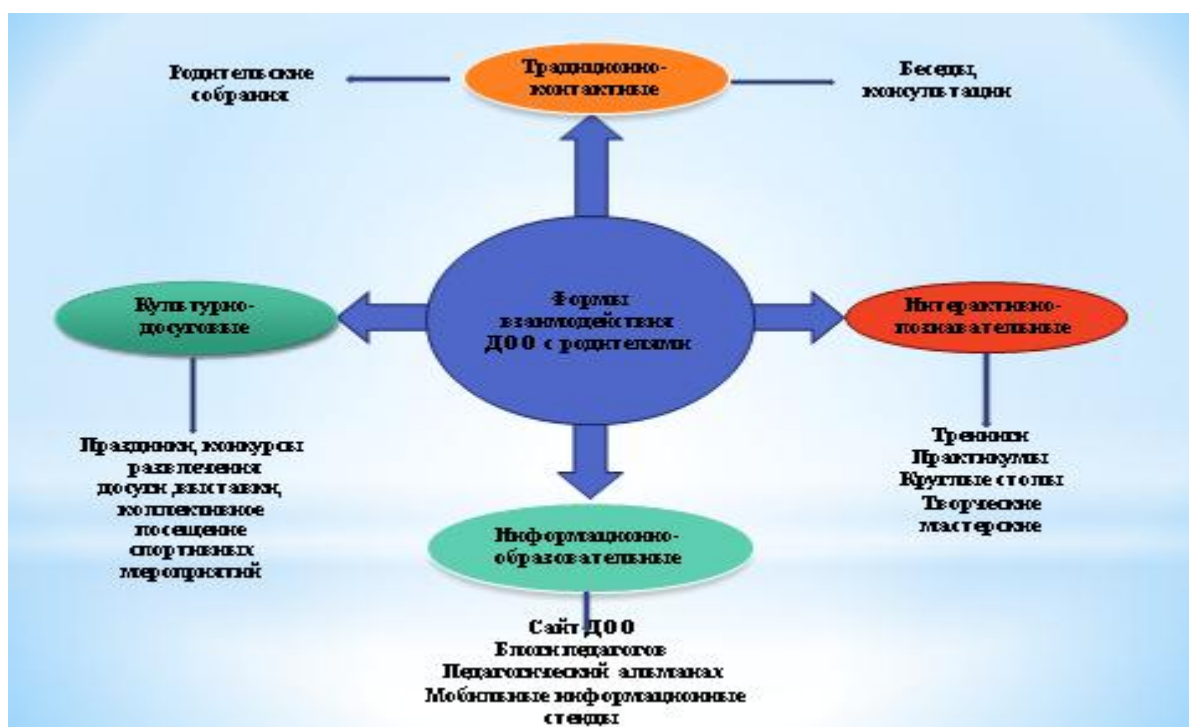 Традиционно-
контактные
Родительские
собрания
Беседы,
консультации
Формы
взаимодействия
ДОО с родителями
Культурно-
досуговые
Интерактивно-
познавательные
Праздники, конкурсы
развлечения
досуги ,выставки,
коллективное
посещение
спортивных
мероприятий
Тренинги
Практикумы
Круглые столы
Творческие
мастерские
Информационно-
образовательные
Сайт ДОО
Блоги педагогов
Педагогический альманах
Мобильные информационные
стенды